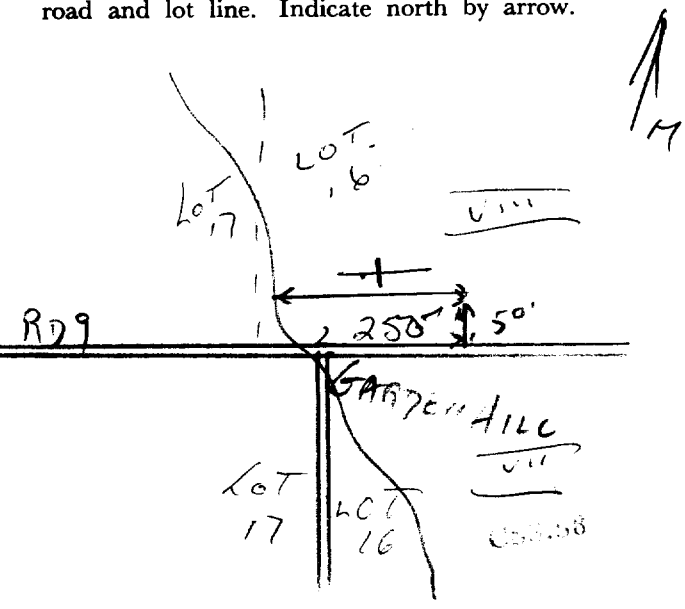 road and lot line. Indicate north by arrow.
N
LOT
16
LOT
17
VIII
RD 9
250'
50'
GARDEN HILL
VII
LOT
17
LOT
16